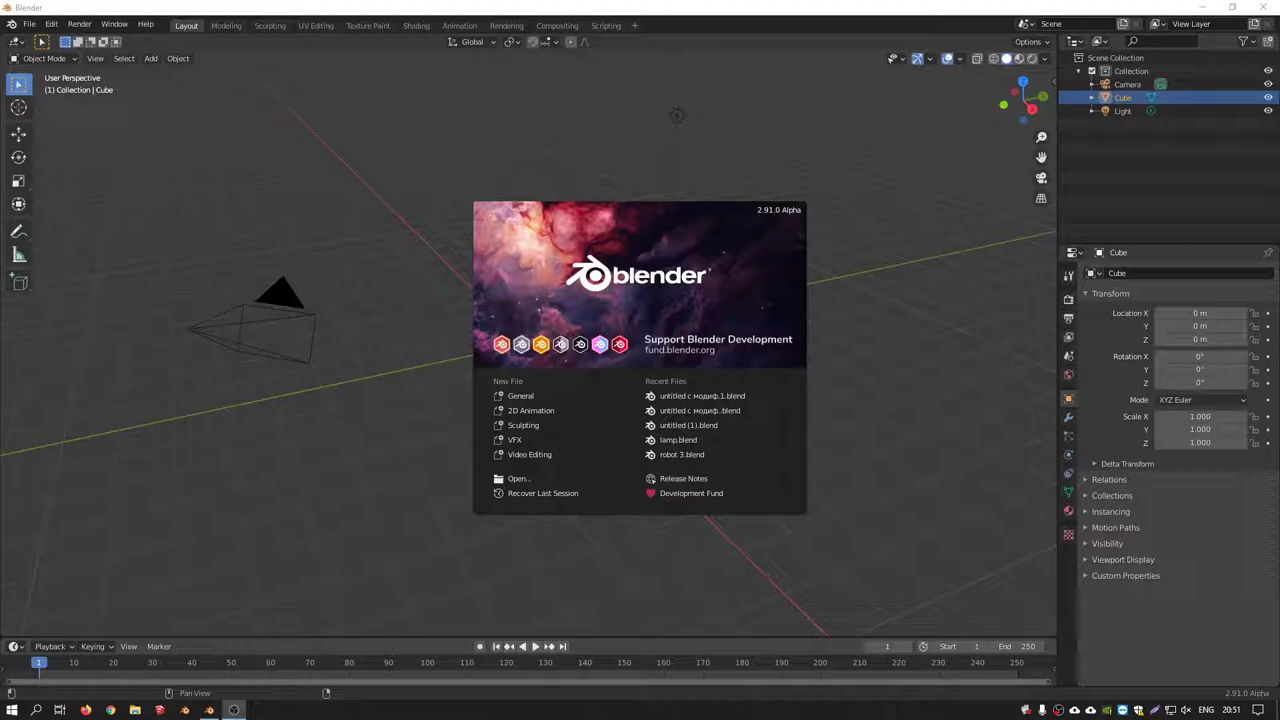 Blender
File Edit Render Window Help Layout Modeling Sculpting UV Editing Texture Paint Shading Animation Rendering Compositing Scripting + Scene View Layer
Global Options
Object Mode View Select Add Object
User Perspective
(1) Collection | Cube
Scene Collection
Collection
Camera
Cube
Light
2.91.0 Alpha
blender
Support Blender Development
fund.blender.org
New File
General
2D Animation
Sculpting
VFX
Video Editing
Open...
Recover Last Session
Recent Files
untitled с модиф.1.blend
untitled с модиф..blend
untitled (1).blend
lamp.blend
robot 3.blend
Release Notes
Development Fund
Cube
Cube
Transform
Location X 0 m
Y 0 m
Z 0 m
Rotation X 0°
Y 0°
Z 0°
Mode XYZ Euler
Scale X 1.000
Y 1.000
Z 1.000
Delta Transform
Relations
Collections
Instancing
Motion Paths
Visibility
Viewport Display
Custom Properties
Playback Keying View Marker 1 Start 1 End 250
1 10 20 30 40 50 60 70 80 90 100 110 120 130 140 150 160 170 180 190 200 210 220 230 240 250
Pan View 2.91.0 Alpha
ENG 20:51